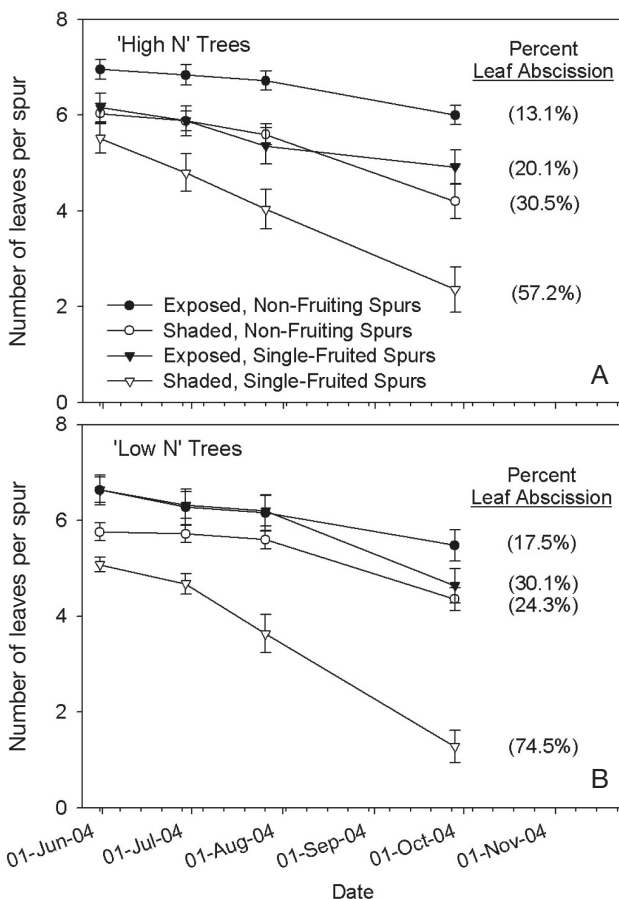 'High N' Trees
Percent
Leaf Abscission
8
6
4
2
0
Number of leaves per spur
(13.1%)
(20.1%)
(30.5%)
(57.2%)
Exposed, Non-Fruiting Spurs
Shaded, Non-Fruiting Spurs
Exposed, Single-Fruited Spurs
Shaded, Single-Fruited Spurs
A
'Low N' Trees
Percent
Leaf Abscission
8
6
4
2
0
Number of leaves per spur
(17.5%)
(30.1%)
(24.3%)
(74.5%)
B
01-Jun-04
01-Jul-04
01-Aug-04
01-Sep-04
01-Oct-04
01-Nov-04
Date